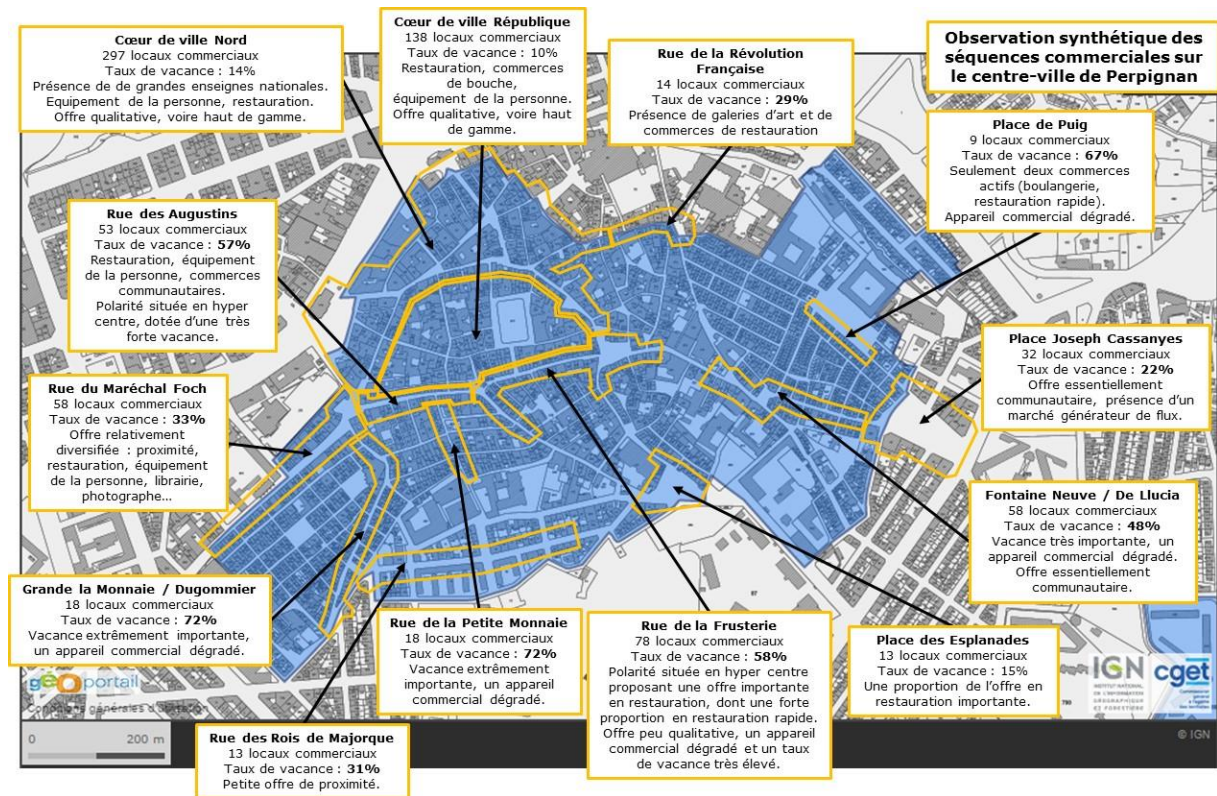 Cœur de ville Nord
297 locaux commerciaux
Taux de vacance : 14%
Présence de de grandes enseignes nationales.
Equipement de la personne, restauration.
Offre qualitative, voire haut de gamme.
Cœur de ville République
138 locaux commerciaux
Taux de vacance : 10%
Restauration, commerces
de bouche,
équipement de la personne.
Offre qualitative, voire haut
de gamme.
Rue de la Révolution
Française
14 locaux commerciaux
Taux de vacance : 29%
Présence de galeries d'art et de
commerces de restauration
Observation synthétique des
séquences commerciales sur
le centre-ville de Perpignan
Place de Puig
9 locaux commerciaux
Taux de vacance : 67%
Seulement deux commerces
actifs (boulangerie,
restauration rapide).
Appareil commercial dégradé.
Rue des Augustins
53 locaux commerciaux
Taux de vacance : 57%
Restauration, équipement
de la personne, commerces
communautaires.
Polarité située en hyper
centre, dotée d'une très
forte vacance.
Place Joseph Cassanyes
32 locaux commerciaux
Taux de vacance : 22%
Offre essentiellement
communautaire, présence d'un
marché générateur de flux.
Rue du Maréchal Foch
58 locaux commerciaux
Taux de vacance : 33%
Offre relativement
diversifiée : proximité,
restauration, équipement
de la personne, librairie,
photographe...
Fontaine Neuve / De Llucia
58 locaux commerciaux
Taux de vacance : 48%
Vacance très importante, un
appareil commercial dégradé.
Offre essentiellement
communautaire.
Grande la Monnaie / Dugommier
18 locaux commerciaux
Taux de vacance : 72%
Vacance extrêmement importante,
un appareil commercial dégradé.
Rue de la Petite Monnaie
18 locaux commerciaux
Taux de vacance : 72%
Vacance extrêmement
importante, un appareil
commercial dégradé.
Rue de la Frusterie
78 locaux commerciaux
Taux de vacance : 58%
Polarité située en hyper centre
proposant une offre importante
en restauration, dont une forte
proportion en restauration rapide.
Offre peu qualitative, un appareil
commercial dégradé et un taux
de vacance très élevé.
Place des Esplanades
13 locaux commerciaux
Taux de vacance : 15%
Une proportion de l'offre en
restauration importante.
Rue des Rois de Majorque
13 locaux commerciaux
Taux de vacance : 31%
Petite offre de proximité.
géoportail
Conditions générales d'utilisation
0 200 m
IGN
INSTITUT NATIONAL
DE L'INFORMATION
GÉOGRAPHIQUE
ET FORESTIÈRE
cget
Commissariat
général
à l'égalité
des territoires
© IGN